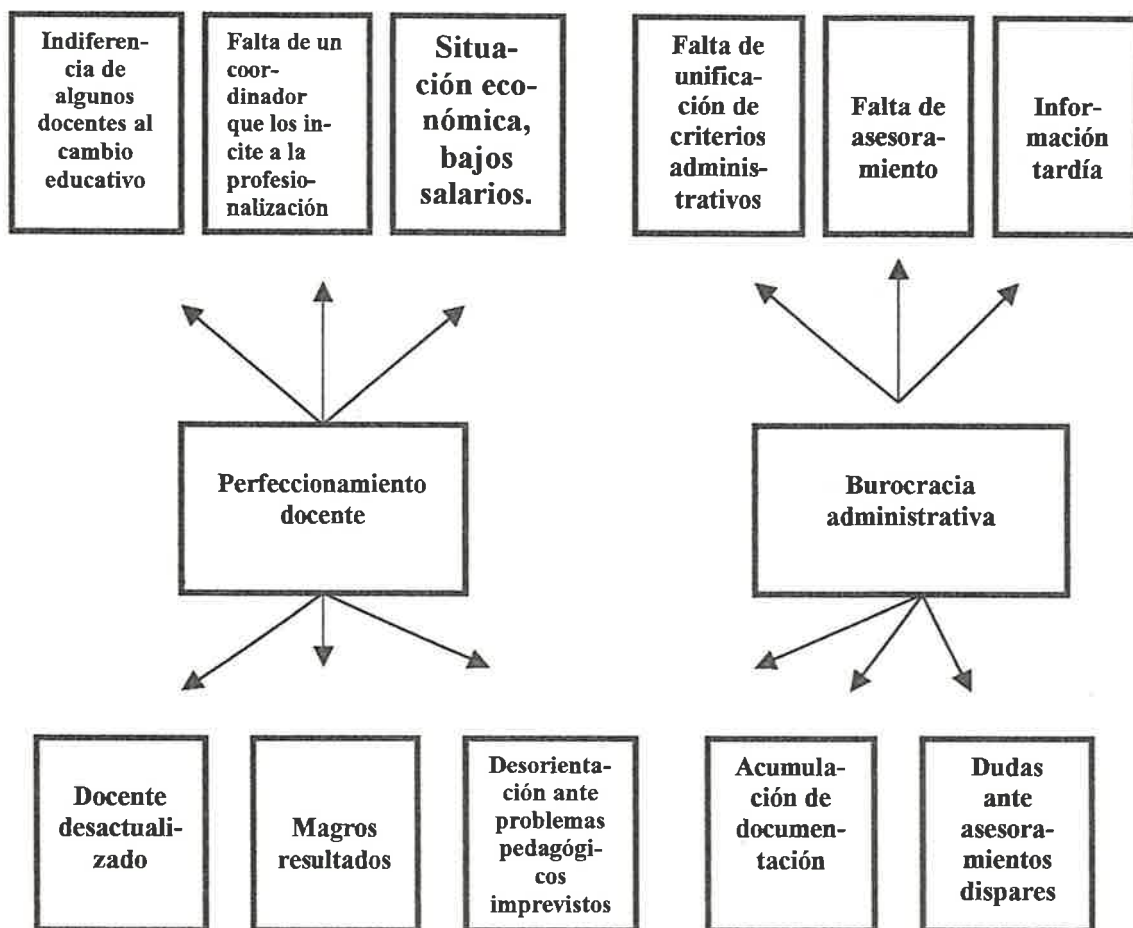 Indiferen-
cia de
algunos
docentes al
cambio
educativo
Falta de un
coor-
dinador
que los in-
cite a la
profesio-
nalización
Situa-
ción eco-
nómica,
bajos
salarios.
Falta de
unifica-
ción de
criterios
adminis-
trativos
Falta de
asesora-
miento
Infor-
mación
tardía
Perfeccionamiento
docente
Burocracia
administrativa
Docente
desactuali-
zado
Magros
resultados
Desorienta-
ción ante
problemas
pedagógi-
cos
imprevistos
Acumula-
ción de
documen-
tación
Dudas
ante
asesora-
mientos
dispares